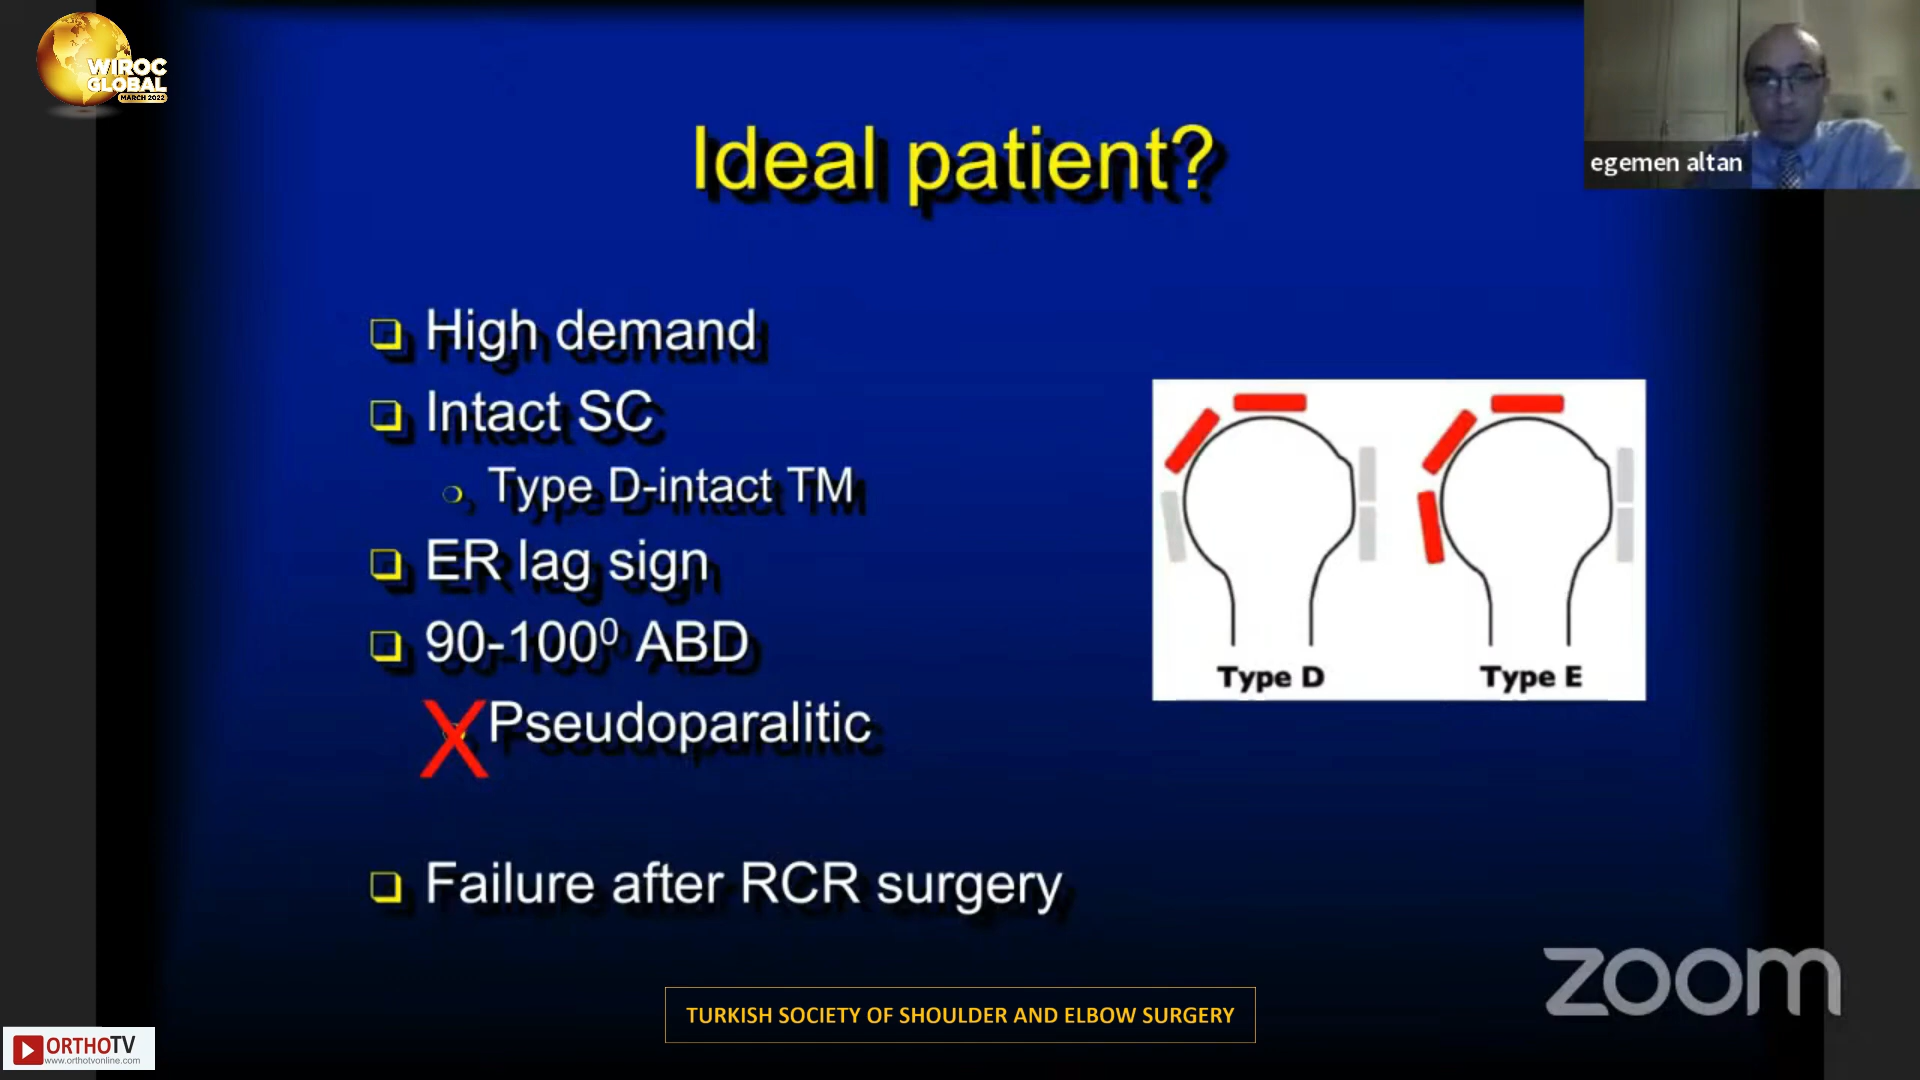 WIROC
GLOBAL
MARCH 2022
egemen altan
Ideal patient?
High demand
Intact SC
Type D-intact TM
ER lag sign
90-100⁰ ABD
X Pseudoparalitic
Failure after RCR surgery
Type D
Type E
zoom
TURKISH SOCIETY OF SHOULDER AND ELBOW SURGERY
ORTHOTV
www.orthotvonline.com